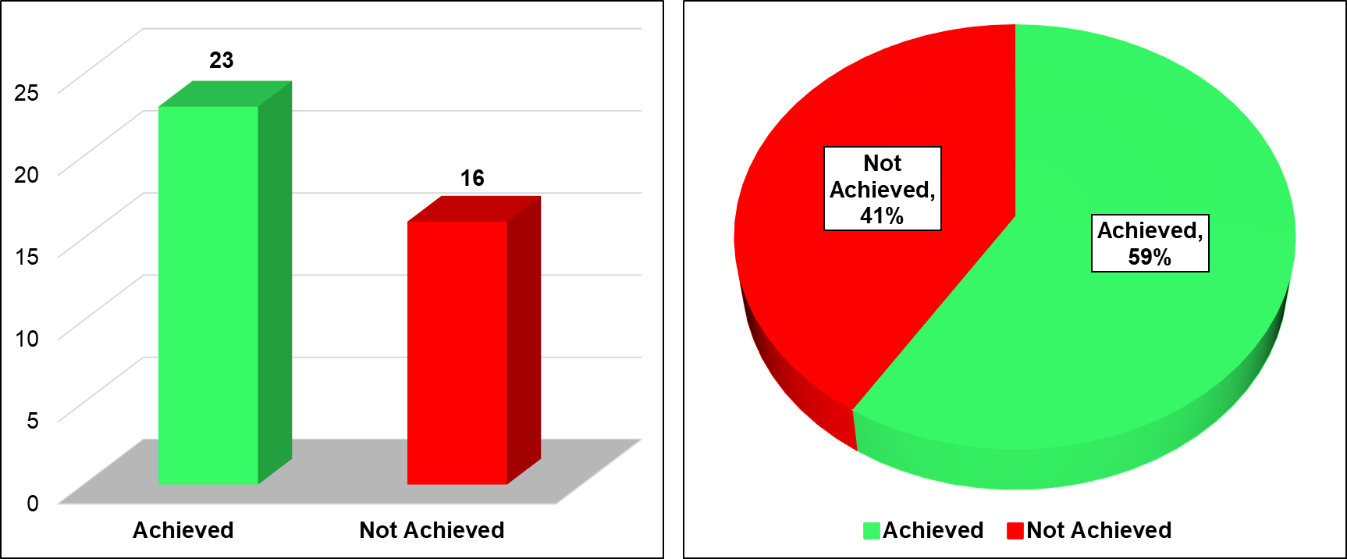 23
16
25
20
15
10
5
0
Achieved
Not Achieved
Not
Achieved,
41%
Achieved,
59%
Achieved
Not Achieved